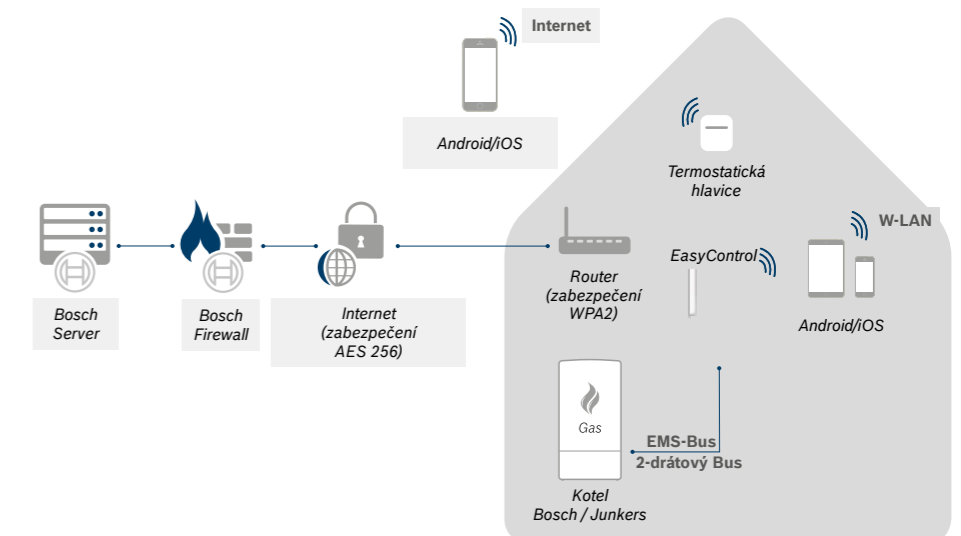 Internet
Android/iOS
Termostatická
hlavice
W-LAN
EasyControl
Bosch
Server
Bosch
Firewall
Internet
(zabezpečení
AES 256)
Router
(zabezpečení
WPA2)
Android/iOS
Gas
EMS-Bus
2-drátový Bus
Kotel
Bosch / Junkers